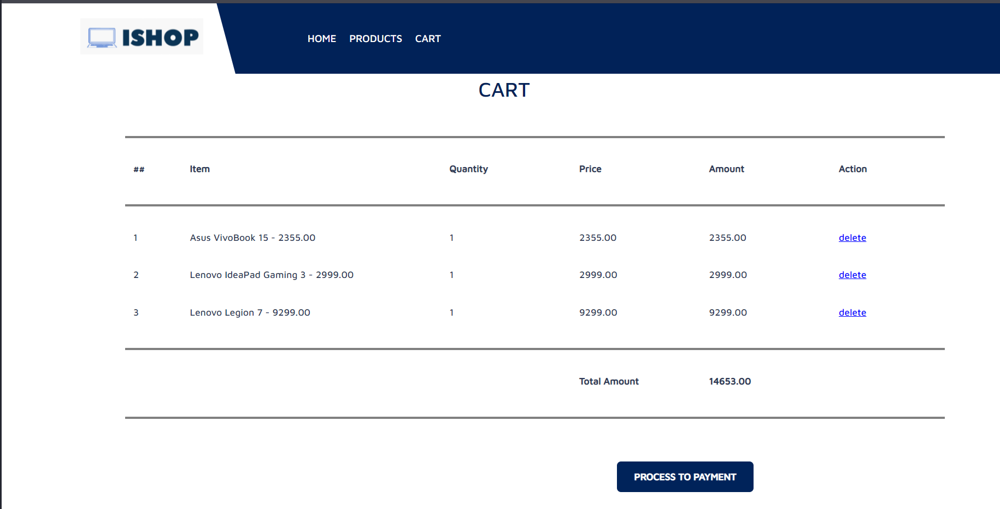 ISHOP
HOME PRODUCTS CART
CART
## Item Quantity Price Amount Action
1 Asus VivoBook 15 - 2355.00 1 2355.00 2355.00 delete
2 Lenovo IdeaPad Gaming 3 - 2999.00 1 2999.00 2999.00 delete
3 Lenovo Legion 7 - 9299.00 1 9299.00 9299.00 delete
Total Amount 14653.00
PROCESS TO PAYMENT